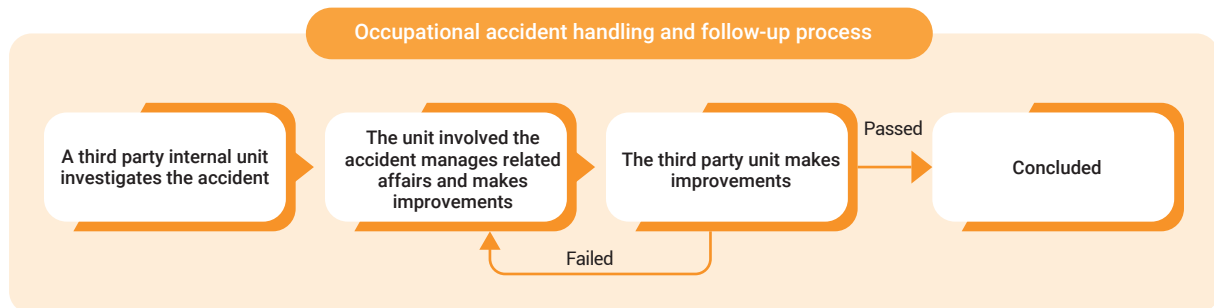 Occupational accident handling and follow-up process
A third party internal unit
investigates the accident
The unit involved the
accident manages related
affairs and makes
improvements
The third party unit makes
improvements
Passed
Concluded
Failed